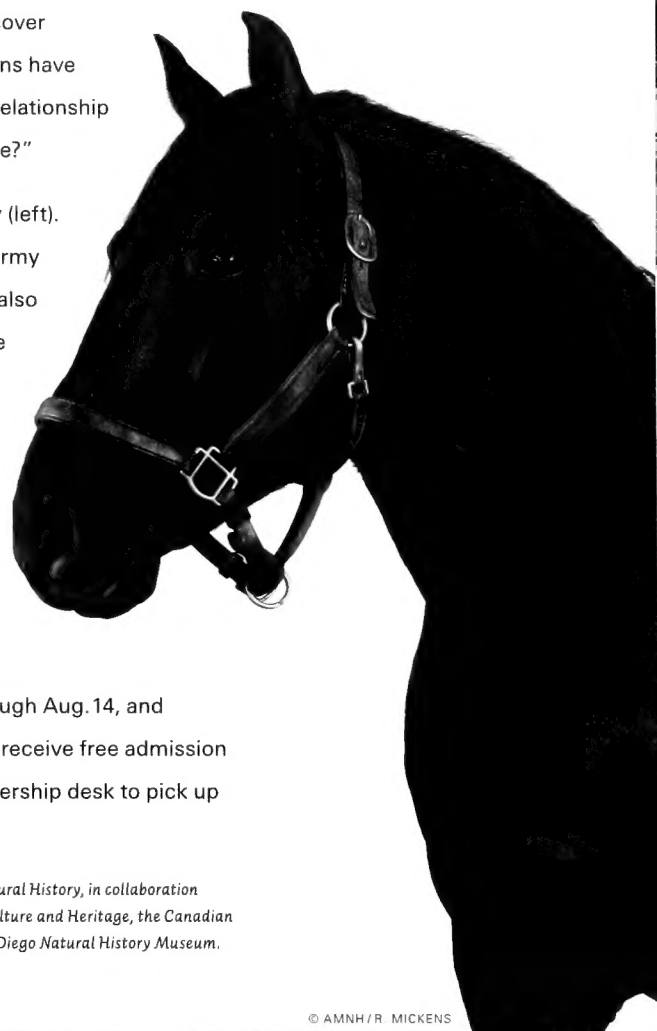 over
ns have
elationship
e?"
(left).
rmy
also
e
ugh Aug. 14, and
receive free admission
ership desk to pick up
ural History, in collaboration
lture and Heritage, the Canadian
Diego Natural History Museum.
© AMNH/R. MICKENS